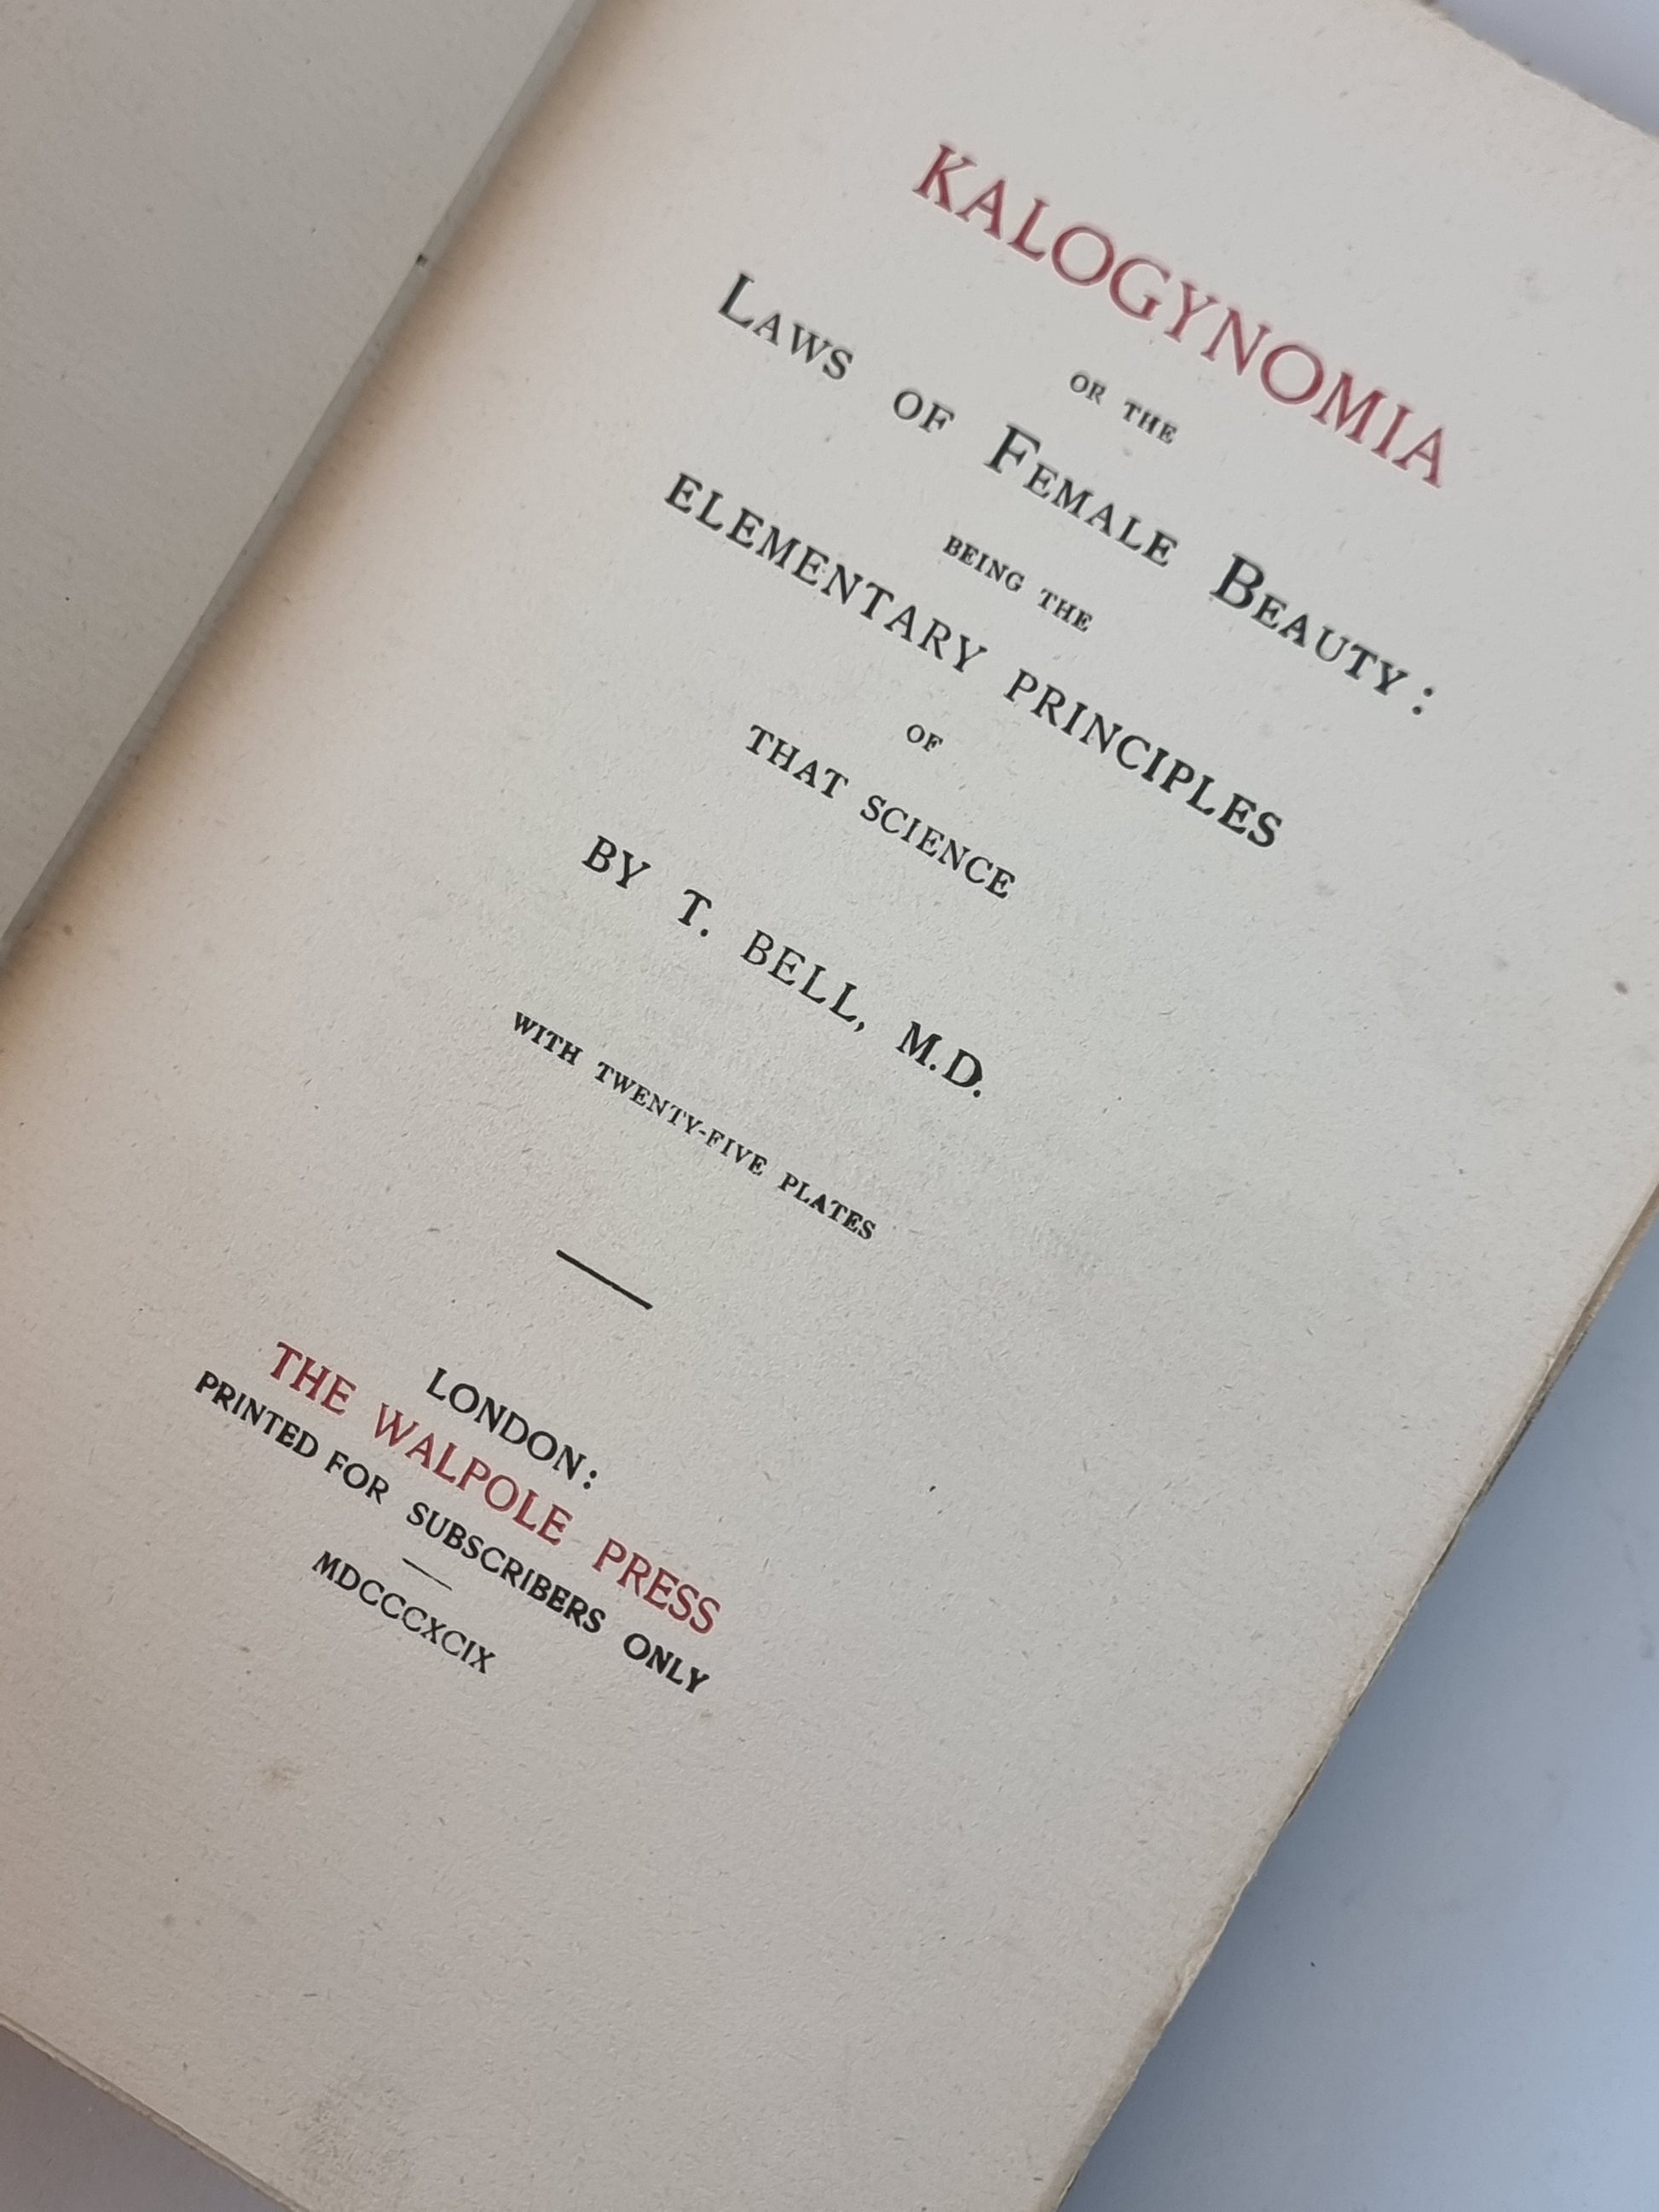 KALOGYNOMIA
OR THE
LAWS OF FEMALE BEAUTY:
BEING THE
ELEMENTARY PRINCIPLES
OF
THAT SCIENCE
BY T. BELL, M.D.
WITH TWENTY-FIVE PLATES
LONDON:
THE WALPOLE PRESS
PRINTED FOR SUBSCRIBERS ONLY
MDCCCXCIX